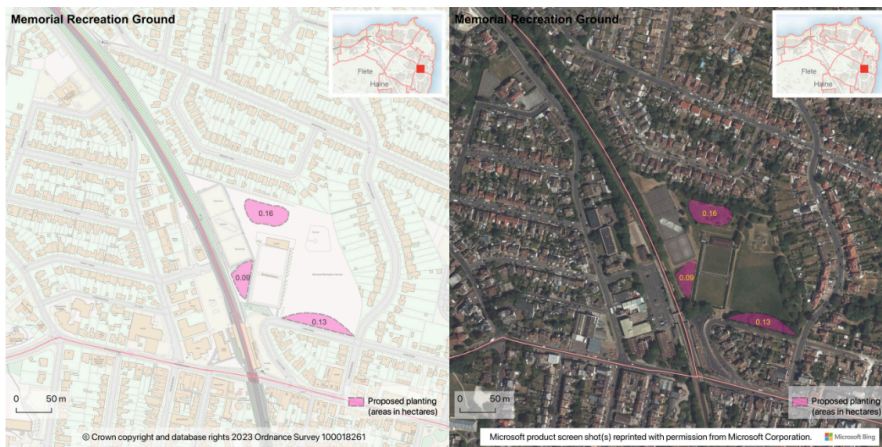 Memorial Recreation Ground
Flete
Haine
0.16
0.09
0.13
0 50 m
Proposed planting
(areas in hectares)
© Crown copyright and database rights 2023 Ordnance Survey 100018261
Memorial Recreation Ground
Flete
Haine
0.16
0.09
0.13
0 50 m
Proposed planting
(areas in hectares)
Microsoft product screen shot(s) reprinted with permission from Microsoft Corporation.
Microsoft Bing